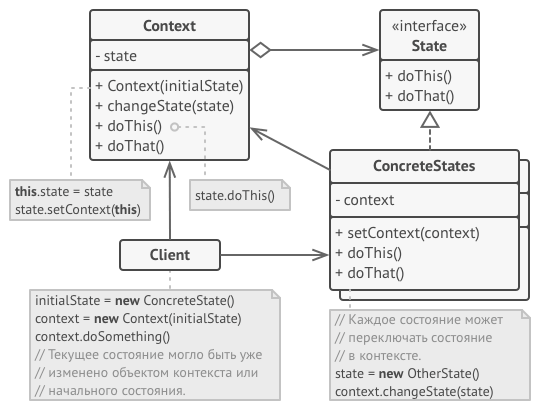 Context
- state
+ Context(initialState)
+ changeState(state)
+ doThis()
+ doThat()
«interface»
State
+ doThis()
+ doThat()
this.state = state
state.setContext(this)
state.doThis()
ConcreteStates
- context
+ setContext(context)
+ doThis()
+ doThat()
Client
initialState = new ConcreteState()
context = new Context(initialState)
context.doSomething()
// Текущее состояние могло быть уже
// изменено объектом контекста или
// начального состояния.
// Каждое состояние может
// переключать состояние
// в контексте.
state = new OtherState()
context.changeState(state)